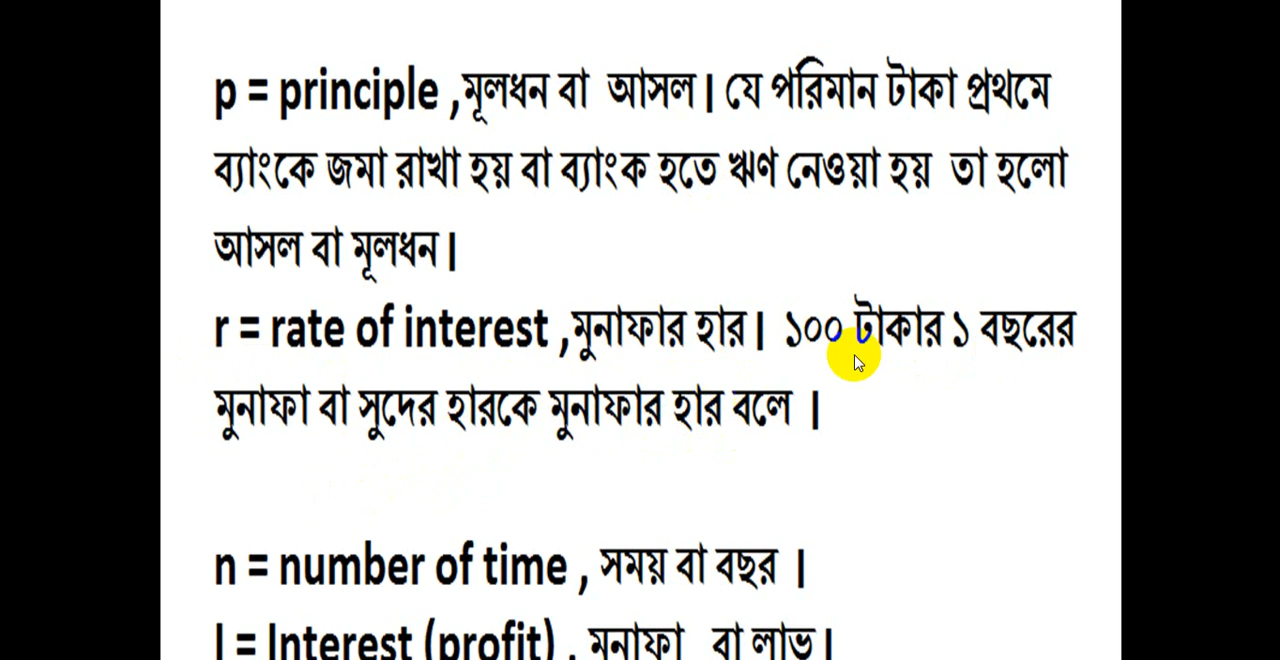 p = principle ,মূলধন বা আসল। যে পরিমান টাকা প্রথমে
ব্যাংকে জমা রাখা হয় বা ব্যাংক হতে ঋণ নেওয়া হয় তা হলো
আসল বা মূলধন।
r = rate of interest ,মুনাফার হার। ১০০ টাকার ১ বছরের
মুনাফা বা সুদের হারকে মুনাফার হার বলে ।
n = number of time , সময় বা বছর ।
I = Interest (profit) , মুনাফা বা লাভ।